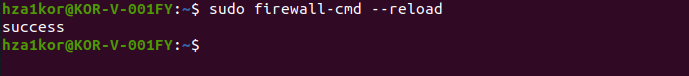 hza1kor@KOR-V-001FY:~$ sudo firewall-cmd --reload
success
hza1kor@KOR-V-001FY:~$